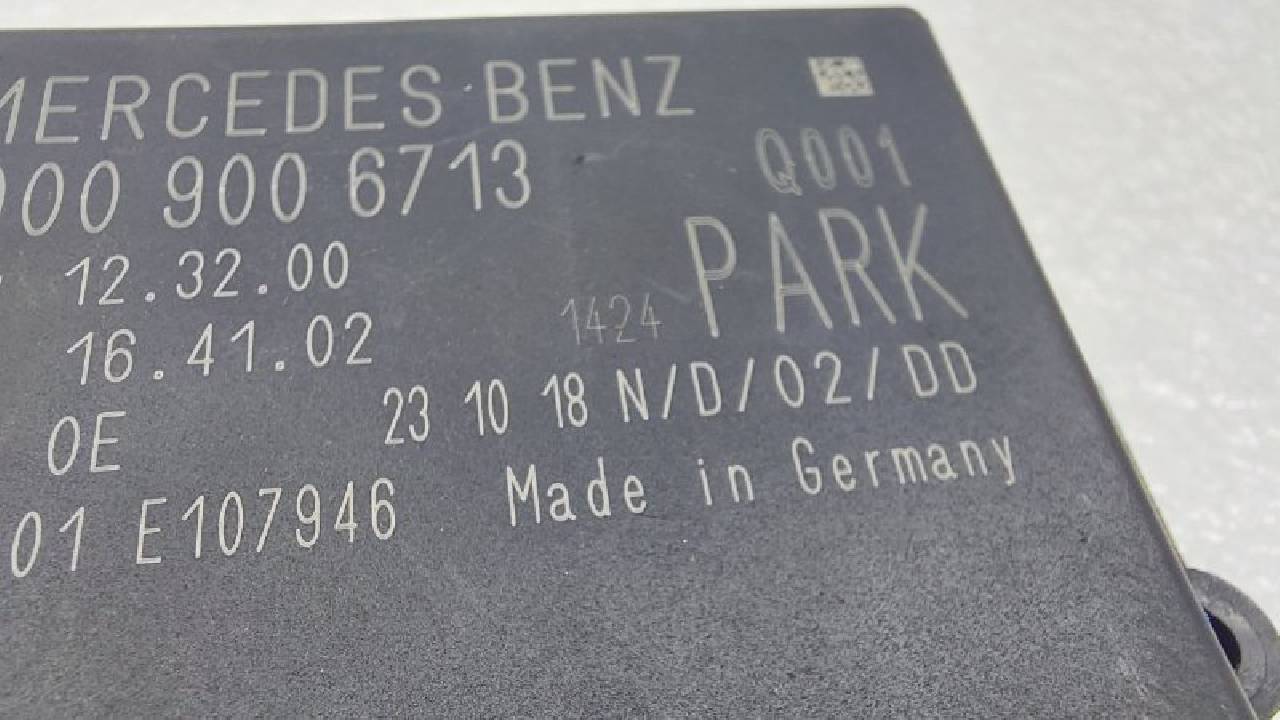 MERCEDES BENZ
000 900 6713 Q001
12.32.00 PARK
16.41.02 1424
0E 23 10 18 N/D/02/DD
01 E107946 Made in Germany